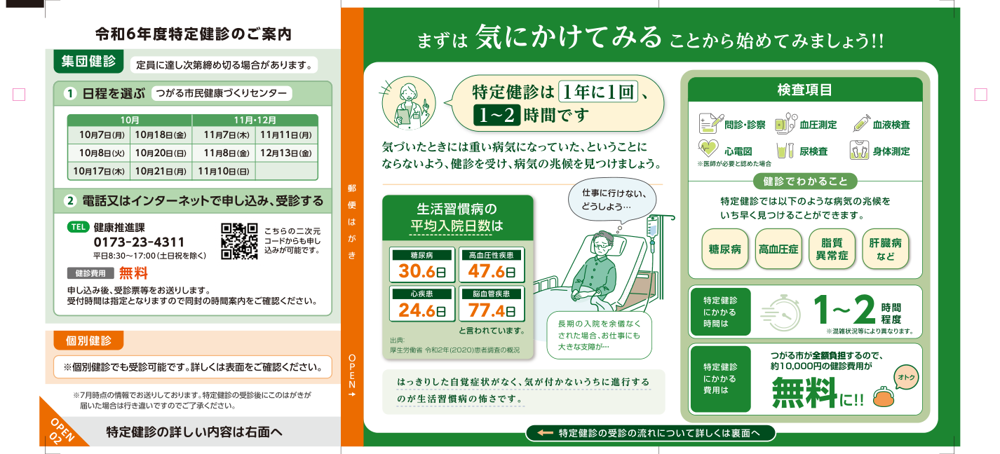 令和6年度特定健診のご案内
集団健診
定員に達し次第締め切る場合があります。
1 日程を選ぶ つがる市民健康づくりセンター
10月 11月・12月
10月7日(月) 10月18日(金) 11月7日(木) 11月11日(月)
10月8日(火) 10月20日(日) 11月8日(金) 12月13日(金)
10月17日(木) 10月21日(月) 11月10日(日)
2 電話又はインターネットで申し込み、受診する
TEL 健康推進課
0173-23-4311
平日8:30〜17:00(土日祝を除く)
こちらの二次元
コードからも申し
込みが可能です。
健診費用 無料
申し込み後、受診票等をお送りします。
受付時間は指定となりますので同封の時間案内をご確認ください。
個別健診
※個別健診でも受診可能です。詳しくは表面をご確認ください。
※7月時点の情報でお送りしております。特定健診の受診後にこのはがきが
届いた場合は行き違いですのでご了承ください。
OPEN
02
特定健診の詳しい内容は右面へ
郵便はがき
OPEN→
まずは 気にかけてみる ことから始めてみましょう!!
特定健診は 1年に1回、
1〜2 時間です
気づいたときには重い病気になっていた、ということに
ならないよう、健診を受け、病気の兆候を見つけましょう。
生活習慣病の
平均入院日数は
糖尿病 高血圧性疾患
30.6日 47.6日
心疾患 脳血管疾患
24.6日 77.4日
と言われています。
出典:
厚生労働省 令和2年(2020)患者調査の概況
仕事に行けない、
どうしよう…
長期の入院を余儀なく
された場合、お仕事にも
大きな支障が…
はっきりした自覚症状がなく、気が付かないうちに進行する
のが生活習慣病の怖さです。
検査項目
問診・診察 血圧測定 血液検査
心電図 尿検査 身体測定
※医師が必要と認めた場合
健診でわかること
特定健診では以下のような病気の兆候を
いち早く見つけることができます。
糖尿病 高血圧症 脂質
異常症 肝臓病
など
特定健診
にかかる
時間は
1〜2 時間
程度
※混雑状況等により異なります。
特定健診
にかかる
費用は
つがる市が全額負担するので、
約10,000円の健診費用が
無料に!!
オトク
← 特定健診の受診の流れについて詳しくは裏面へ